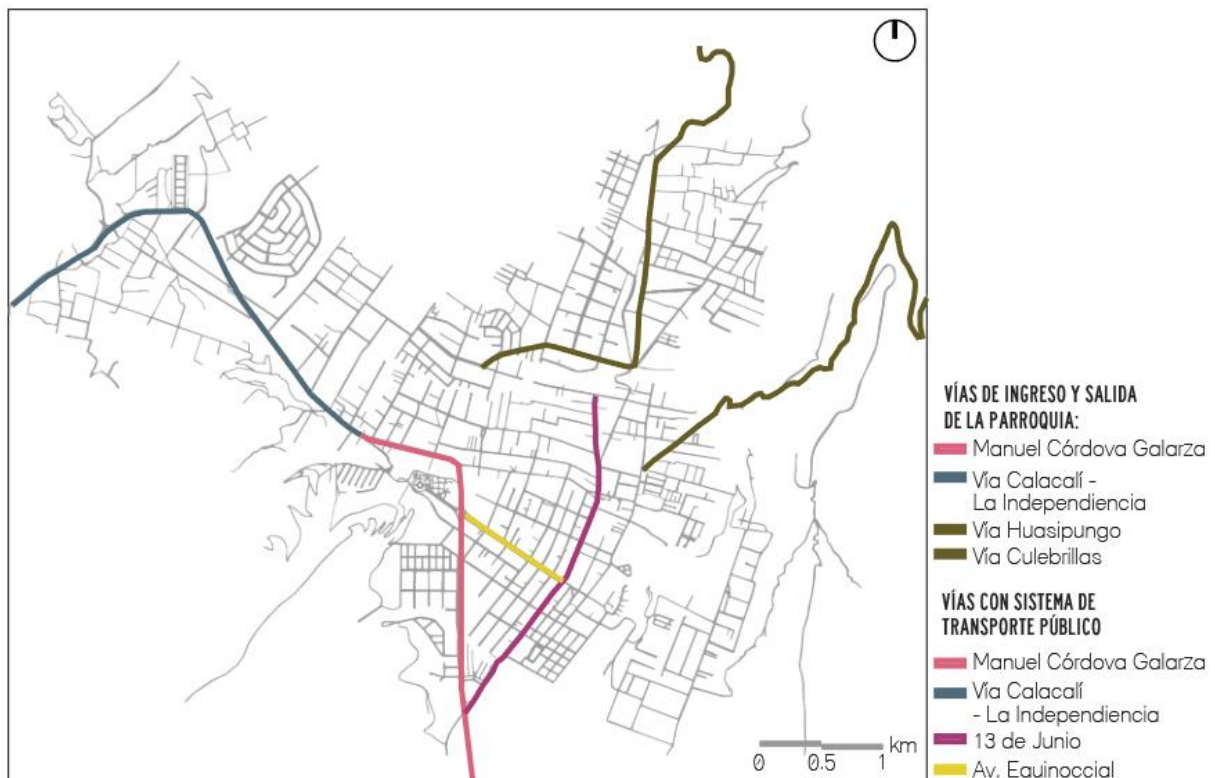 VÍAS DE INGRESO Y SALIDA
DE LA PARROQUIA:
Manuel Córdova Galarza
Vía Calacalí -
La Independiencia
Vía Huasipungo
Vía Culebrillas
VÍAS CON SISTEMA DE
TRANSPORTE PÚBLICO
Manuel Córdova Galarza
Vía Calacalí
- La Independiencia
13 de Junio
Av. Equinoccial
km
0 0.5 1